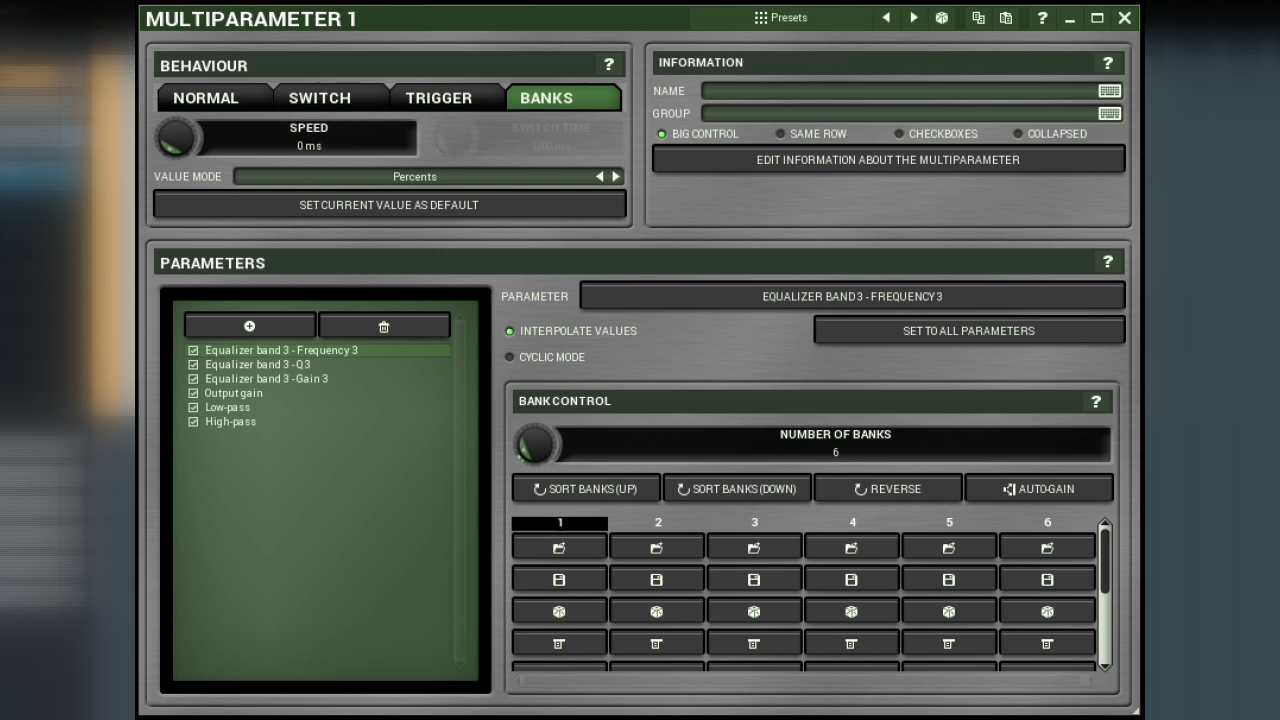 MULTIPARAMETER 1
Presets
?
BEHAVIOUR ?
NORMAL SWITCH TRIGGER BANKS
SPEED
0 ms
SWITCH TIME
1000 ms
VALUE MODE Percents
SET CURRENT VALUE AS DEFAULT
INFORMATION ?
NAME
GROUP
BIG CONTROL SAME ROW CHECKBOXES COLLAPSED
EDIT INFORMATION ABOUT THE MULTIPARAMETER
PARAMETERS ?
Equalizer band 3 - Frequency 3
Equalizer band 3 - Q3
Equalizer band 3 - Gain 3
Output gain
Low-pass
High-pass
PARAMETER EQUALIZER BAND 3 - FREQUENCY 3
INTERPOLATE VALUES SET TO ALL PARAMETERS
CYCLIC MODE
BANK CONTROL ?
NUMBER OF BANKS
6
SORT BANKS (UP) SORT BANKS (DOWN) REVERSE AUTO-GAIN
1 2 3 4 5 6